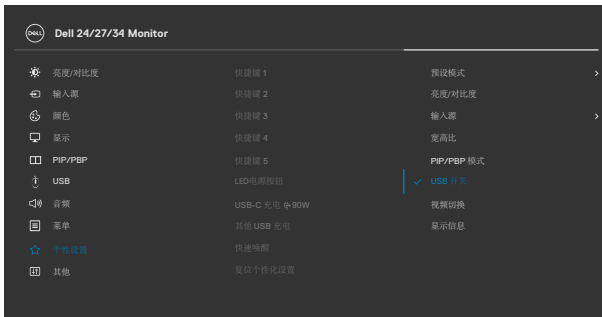 DELL Dell 24/27/34 Monitor
亮度/对比度 快捷键 1 预设模式 >
输入源 快捷键 2 亮度/对比度
颜色 快捷键 3 输入源 >
显示 快捷键 4 宽高比
PIP/PBP 快捷键 5 PIP/PBP 模式
USB LED电源按钮 ✓ USB 开关
音频 USB-C 充电 90W 视频切换
菜单 其他 USB 充电 显示信息
个性设置 快速唤醒
其他 复位个性化设置